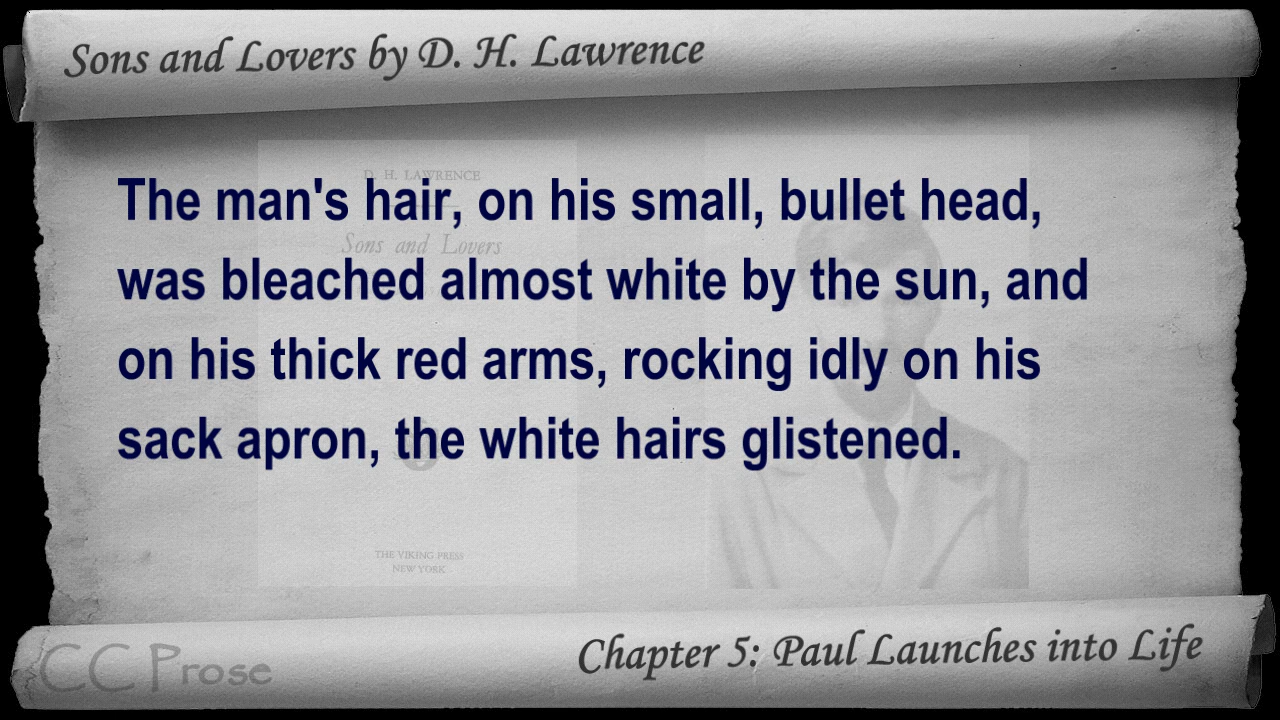 Sons and Lovers by D. H. Lawrence
D. H. LAWRENCE
Sons and Lovers
The man's hair, on his small, bullet head,
was bleached almost white by the sun, and
on his thick red arms, rocking idly on his
sack apron, the white hairs glistened.
THE VIKING PRESS
NEW YORK
Chapter 5: Paul Launches into Life
CC Prose